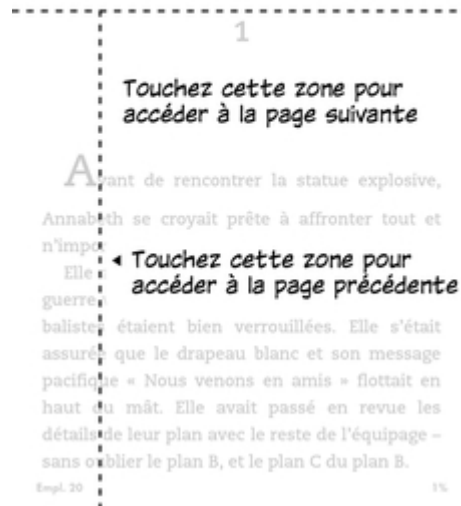 1
Touchez cette zone pour
accéder à la page suivante
Avant de rencontrer la statue explosive,
Annabeth se croyait prête à affronter tout et
n'impor
◂ Touchez cette zone pour
accéder à la page précédente
Elle
guerre
balistes étaient bien verrouillées. Elle s'était
assurée que le drapeau blanc et son message
pacifique « Nous venons en amis » flottait en
haut du mât. Elle avait passé en revue les
détails de leur plan avec le reste de l'équipage –
sans oublier le plan B, et le plan C du plan B.
Empl. 20 1%